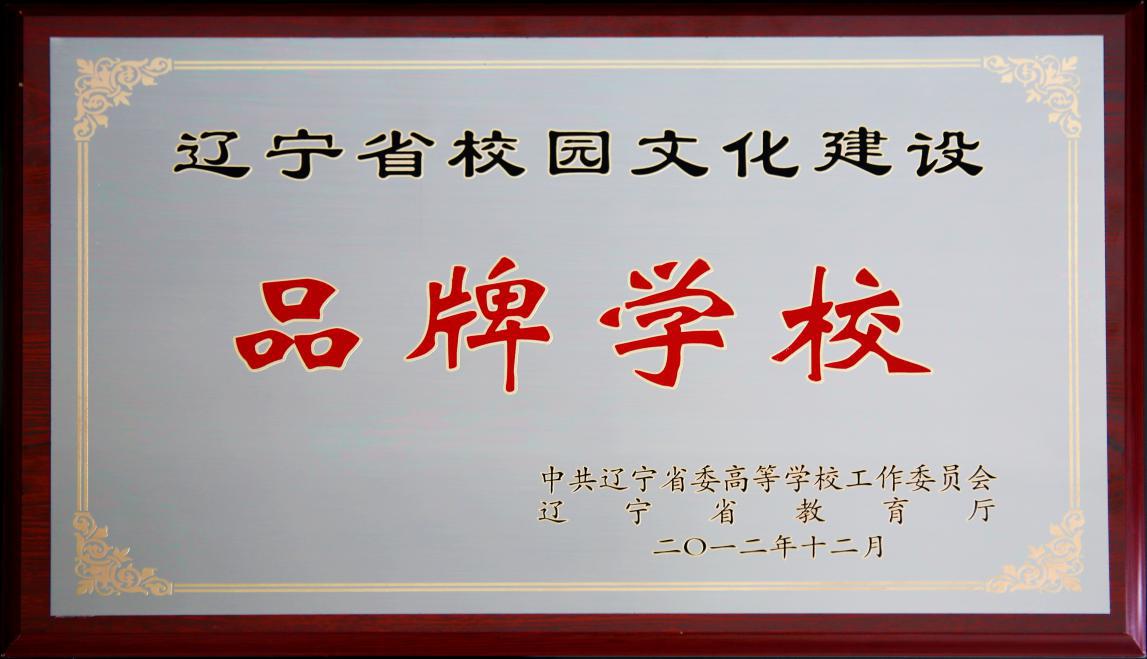 辽宁省校园文化建设
品牌学校
中共辽宁省委高等学校工作委员会
辽宁省教育厅
二〇一二年十二月